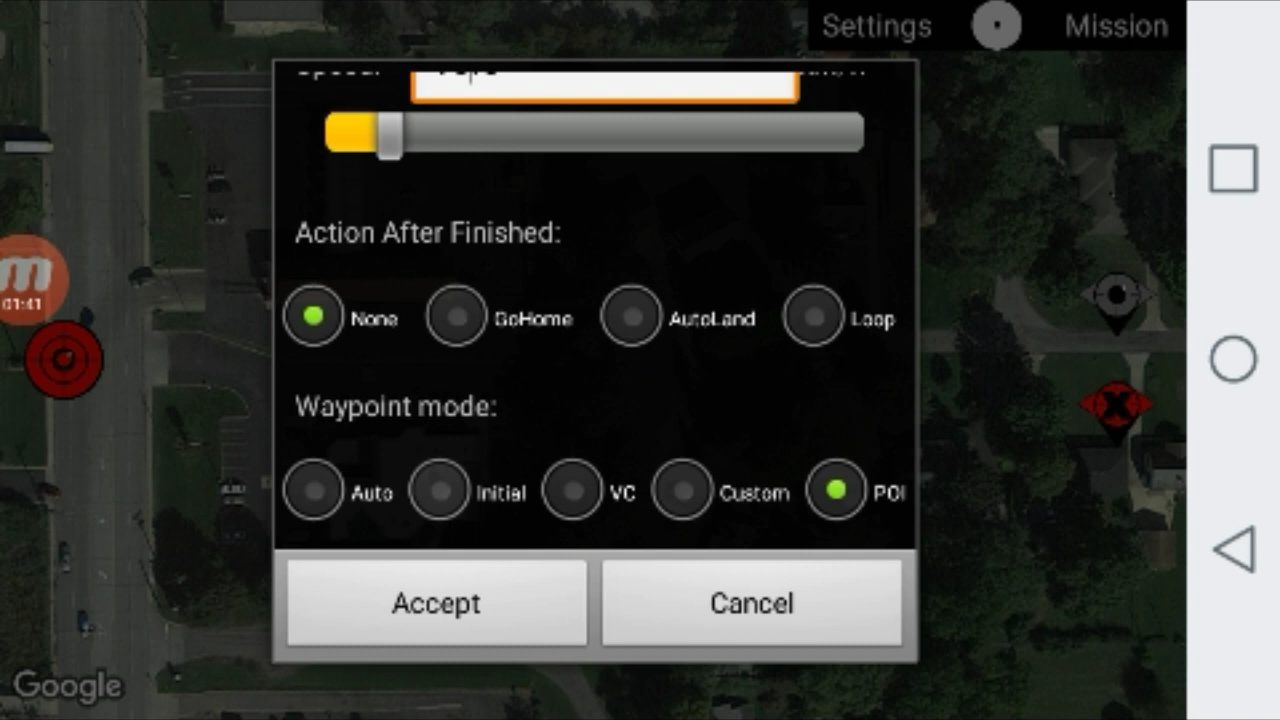 Settings
Mission
Action After Finished:
None GoHome AutoLand Loop
Waypoint mode:
Auto Initial VC Custom POI
Accept Cancel
m
01:41
Google